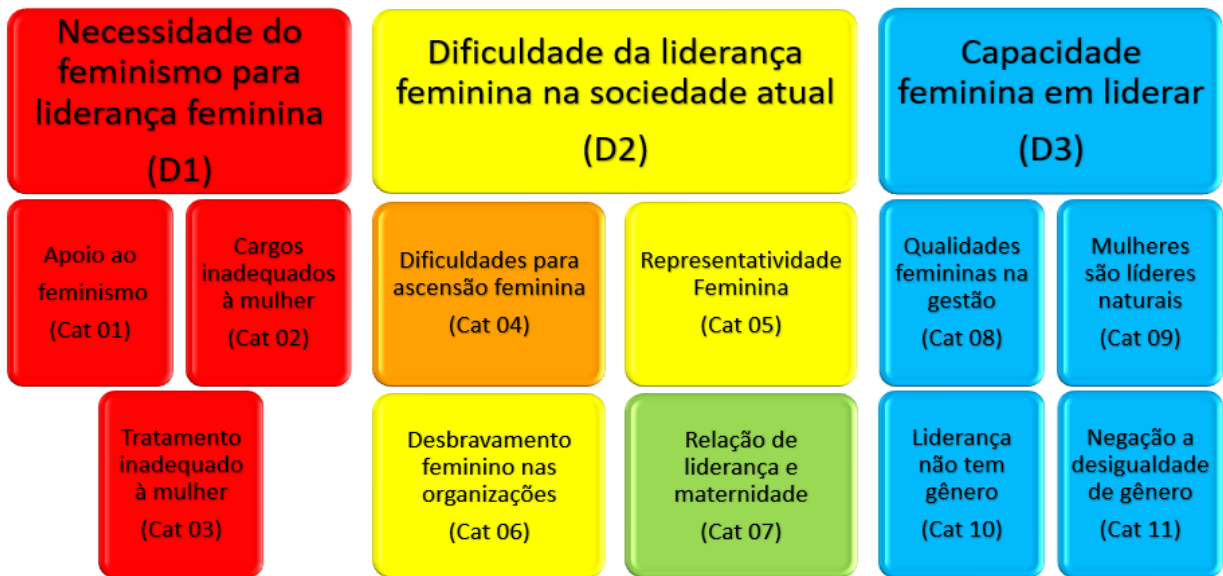 Necessidade do
feminismo para
liderança feminina
(D1)
Dificuldade da liderança
feminina na sociedade atual
(D2)
Capacidade
feminina em liderar
(D3)
Apoio ao
feminismo
(Cat 01)
Cargos
inadequados
à mulher
(Cat 02)
Tratamento
inadequado
à mulher
(Cat 03)
Dificuldades para
ascensão feminina
(Cat 04)
Representatividade
Feminina
(Cat 05)
Desbravamento
feminino nas
organizações
(Cat 06)
Relação de
liderança e
maternidade
(Cat 07)
Qualidades
femininas na
gestão
(Cat 08)
Mulheres
são líderes
naturais
(Cat 09)
Liderança
não tem
gênero
(Cat 10)
Negação a
desigualdade
de gênero
(Cat 11)